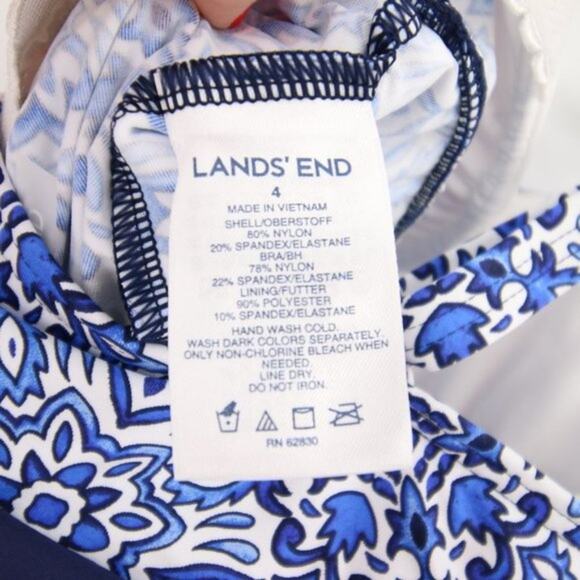 LANDS' END
4
MADE IN VIETNAM
SHELL/OBERSTOFF
80% NYLON
20% SPANDEX/ELASTANE
BRA/BH
78% NYLON
22% SPANDEX/ELASTANE
LINING/FUTTER
90% POLYESTER
10% SPANDEX/ELASTANE
HAND WASH COLD.
WASH DARK COLORS SEPARATELY.
ONLY NON-CHLORINE BLEACH WHEN
NEEDED.
LINE DRY.
DO NOT IRON.
RN 62830